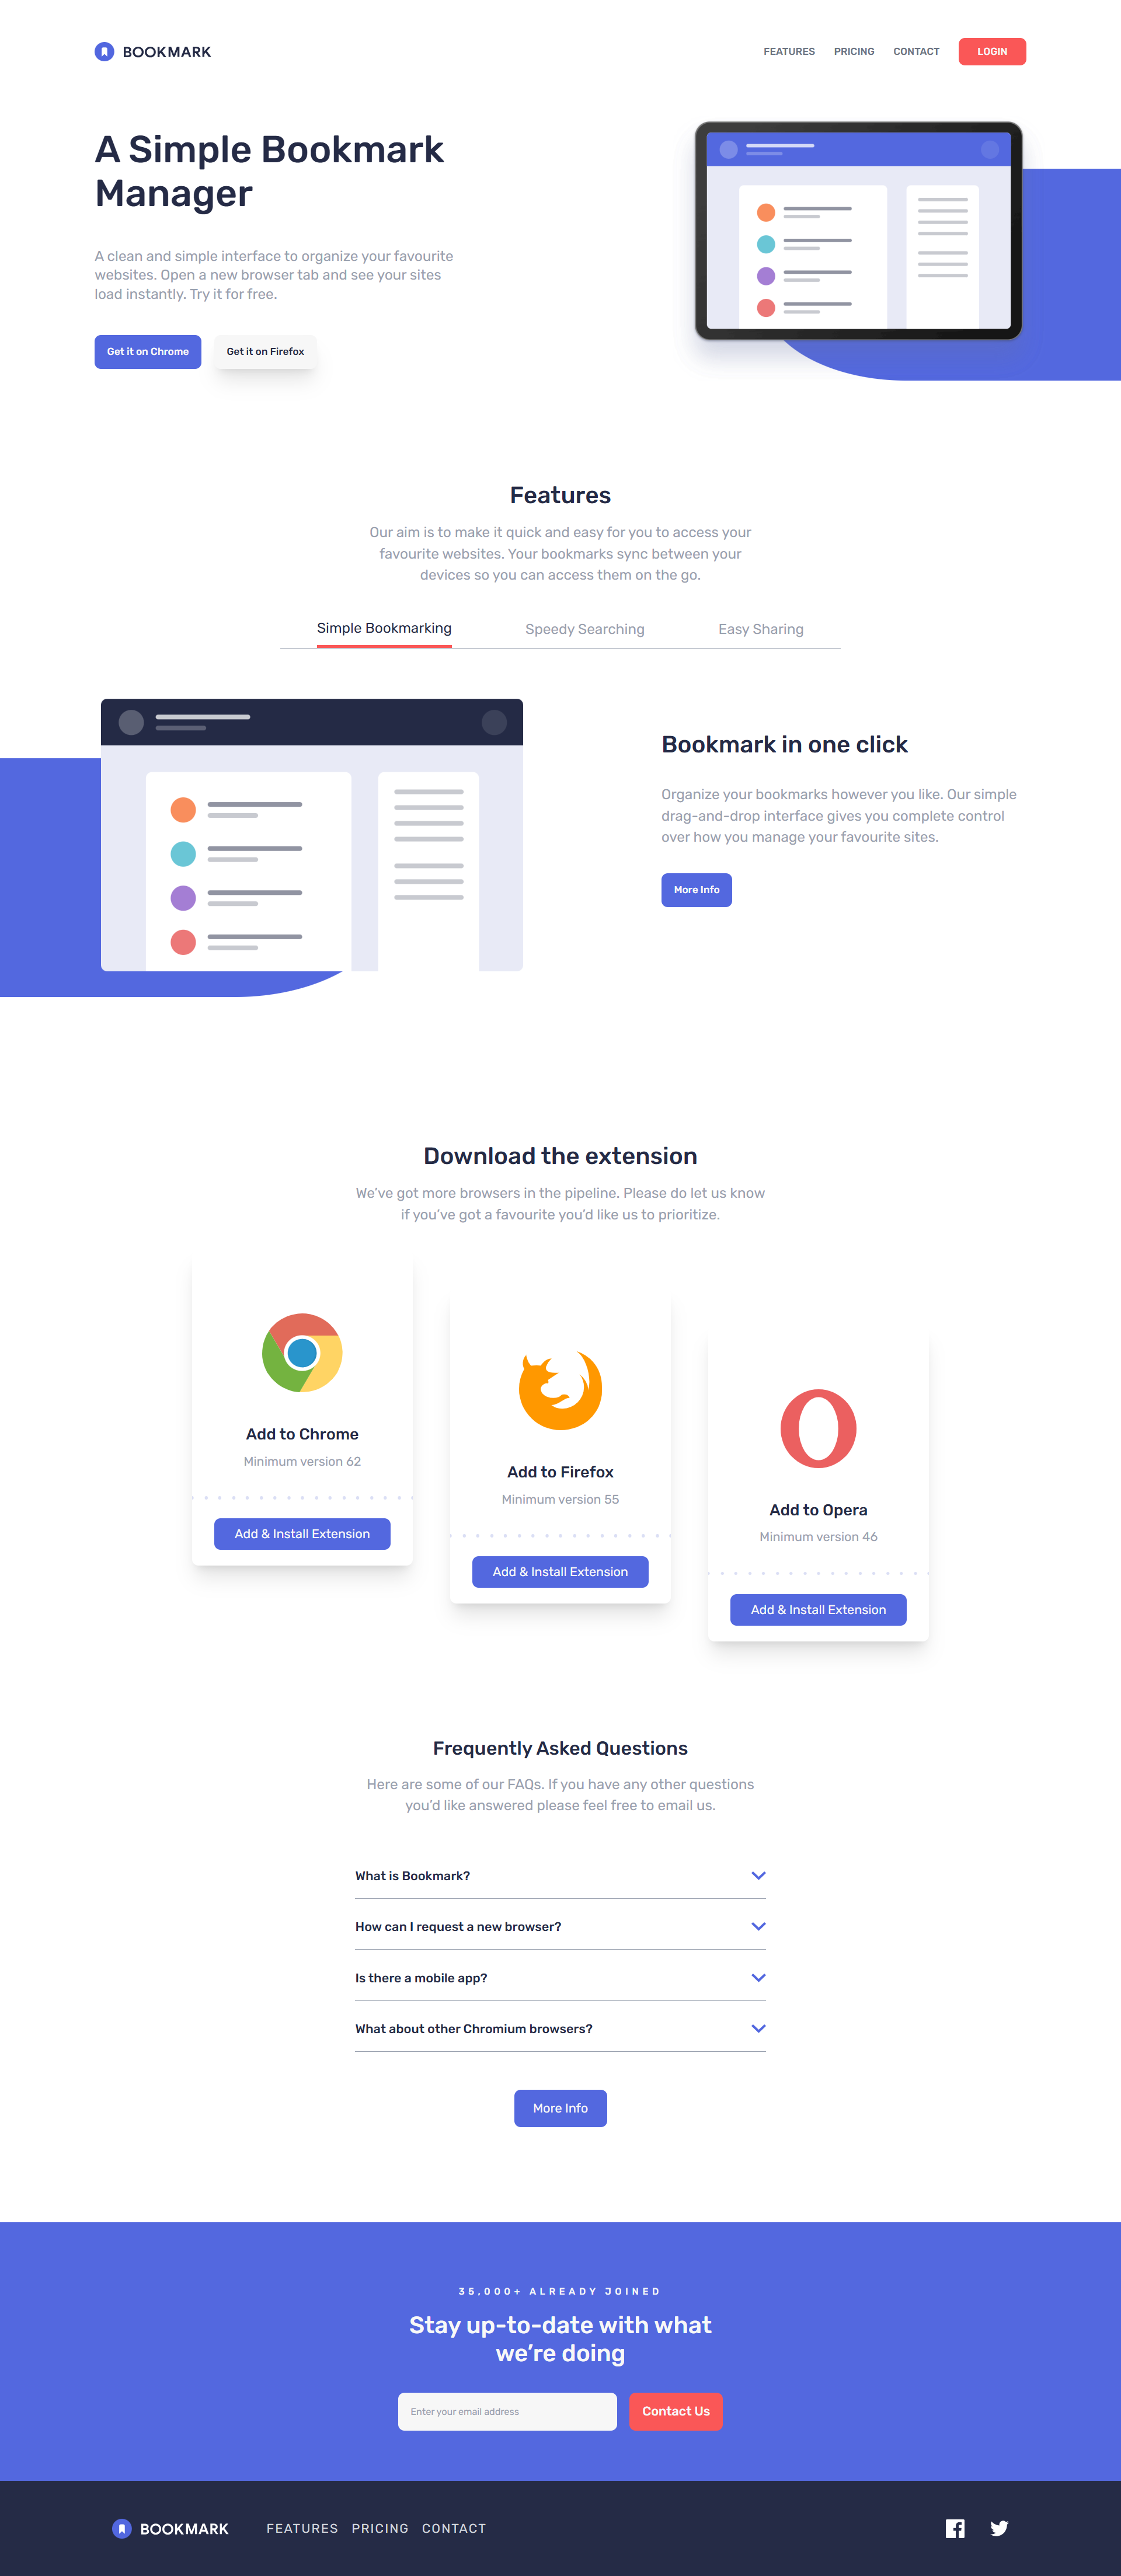 BOOKMARK
FEATURES PRICING CONTACT LOGIN
A Simple Bookmark
Manager
A clean and simple interface to organize your favourite
websites. Open a new browser tab and see your sites
load instantly. Try it for free.
Get it on Chrome Get it on Firefox
Features
Our aim is to make it quick and easy for you to access your
favourite websites. Your bookmarks sync between your
devices so you can access them on the go.
Simple Bookmarking Speedy Searching Easy Sharing
Bookmark in one click
Organize your bookmarks however you like. Our simple
drag-and-drop interface gives you complete control
over how you manage your favourite sites.
More Info
Download the extension
We’ve got more browsers in the pipeline. Please do let us know
if you’ve got a favourite you’d like us to prioritize.
Add to Chrome
Minimum version 62
Add & Install Extension
Add to Firefox
Minimum version 55
Add & Install Extension
Add to Opera
Minimum version 46
Add & Install Extension
Frequently Asked Questions
Here are some of our FAQs. If you have any other questions
you’d like answered please feel free to email us.
What is Bookmark?
How can I request a new browser?
Is there a mobile app?
What about other Chromium browsers?
More Info
35,000+ ALREADY JOINED
Stay up-to-date with what
we’re doing
Enter your email address
Contact Us
BOOKMARK FEATURES PRICING CONTACT